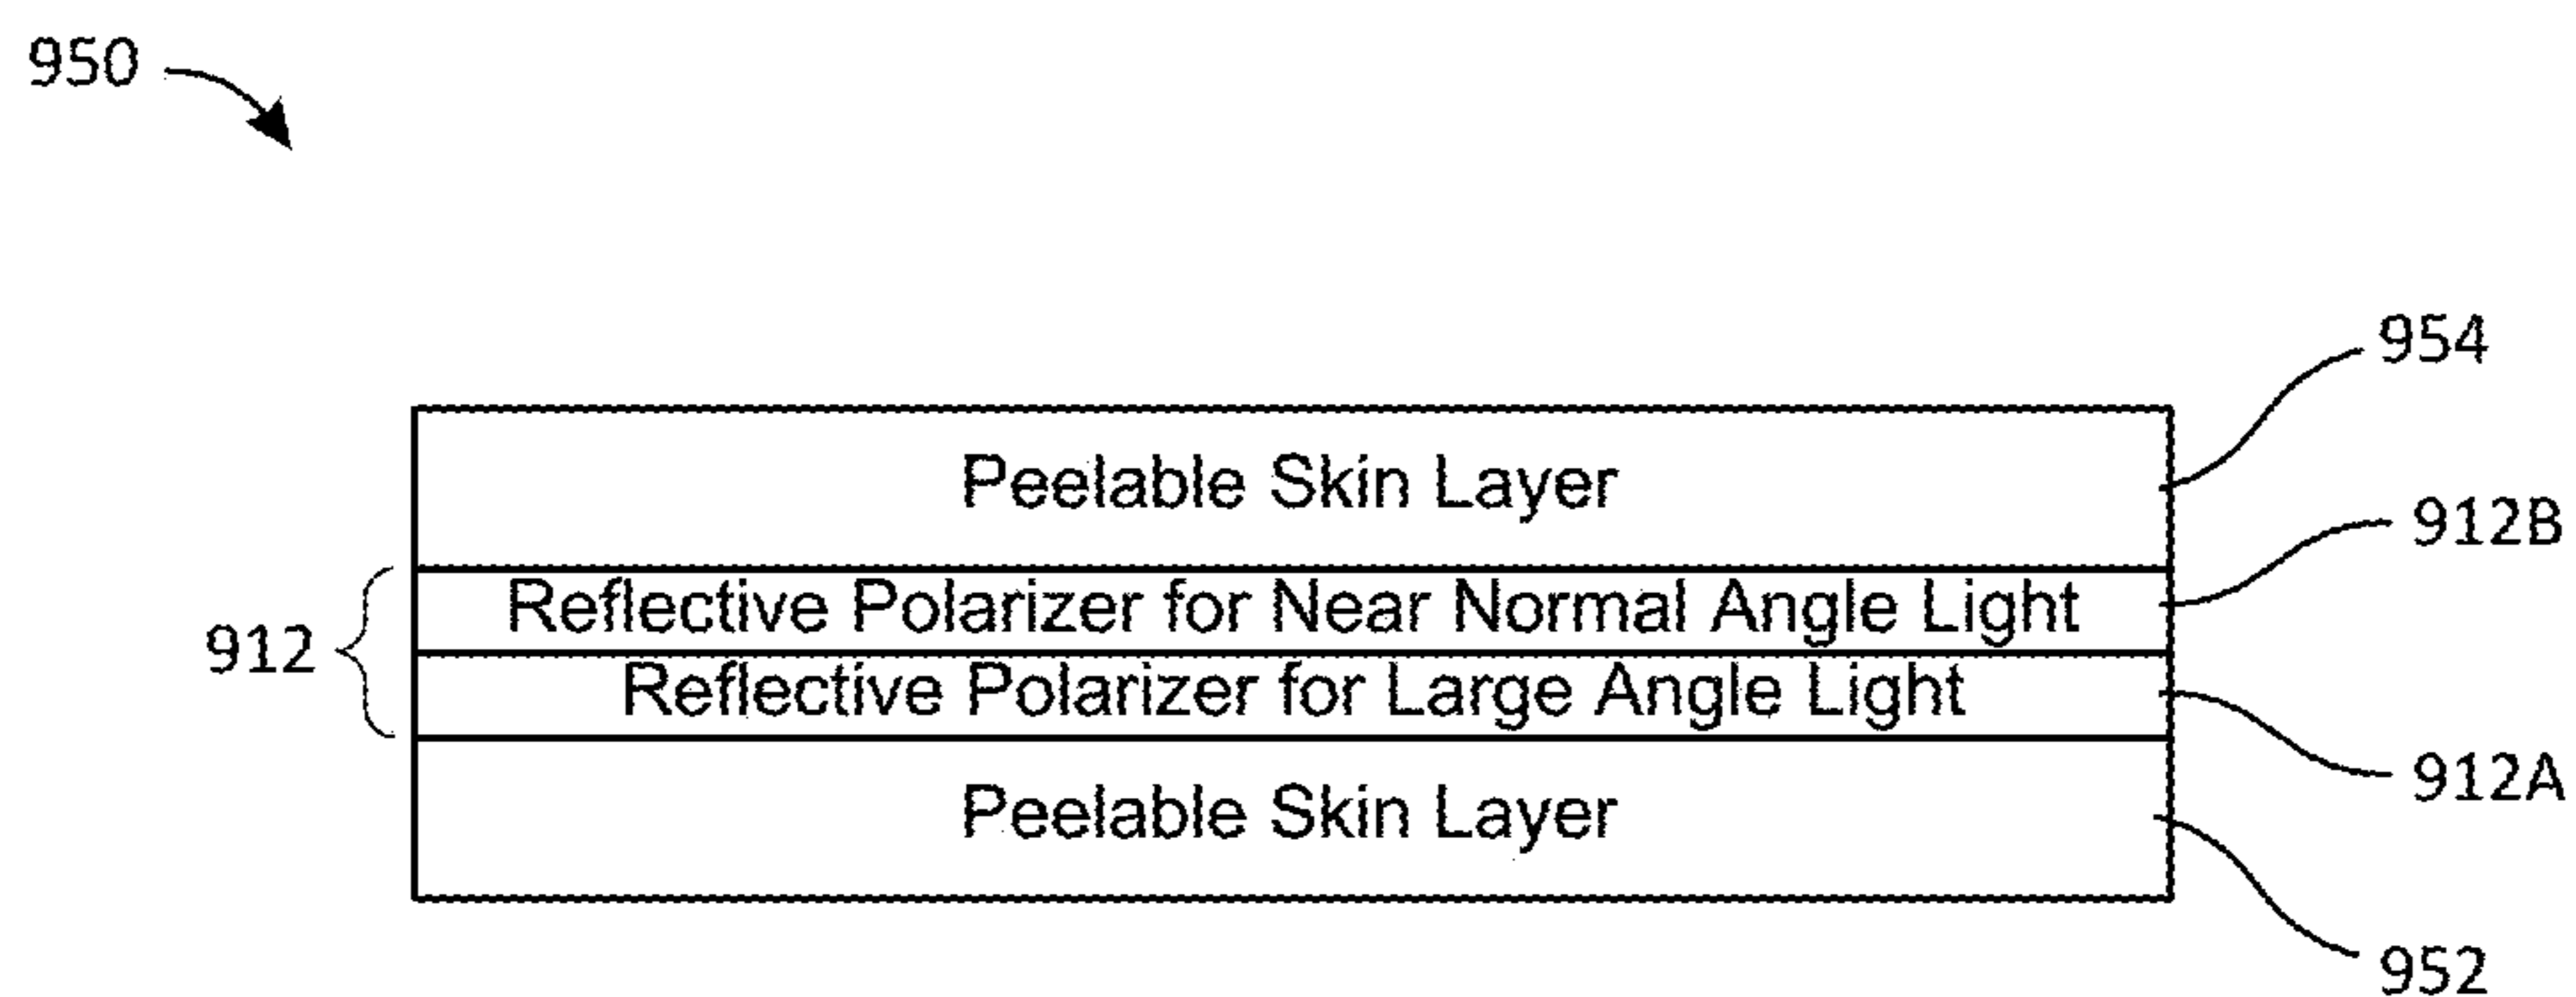 950
954
Peelable Skin Layer
912B
Reflective Polarizer for Near Normal Angle Light
912
Reflective Polarizer for Large Angle Light
912A
Peelable Skin Layer
952